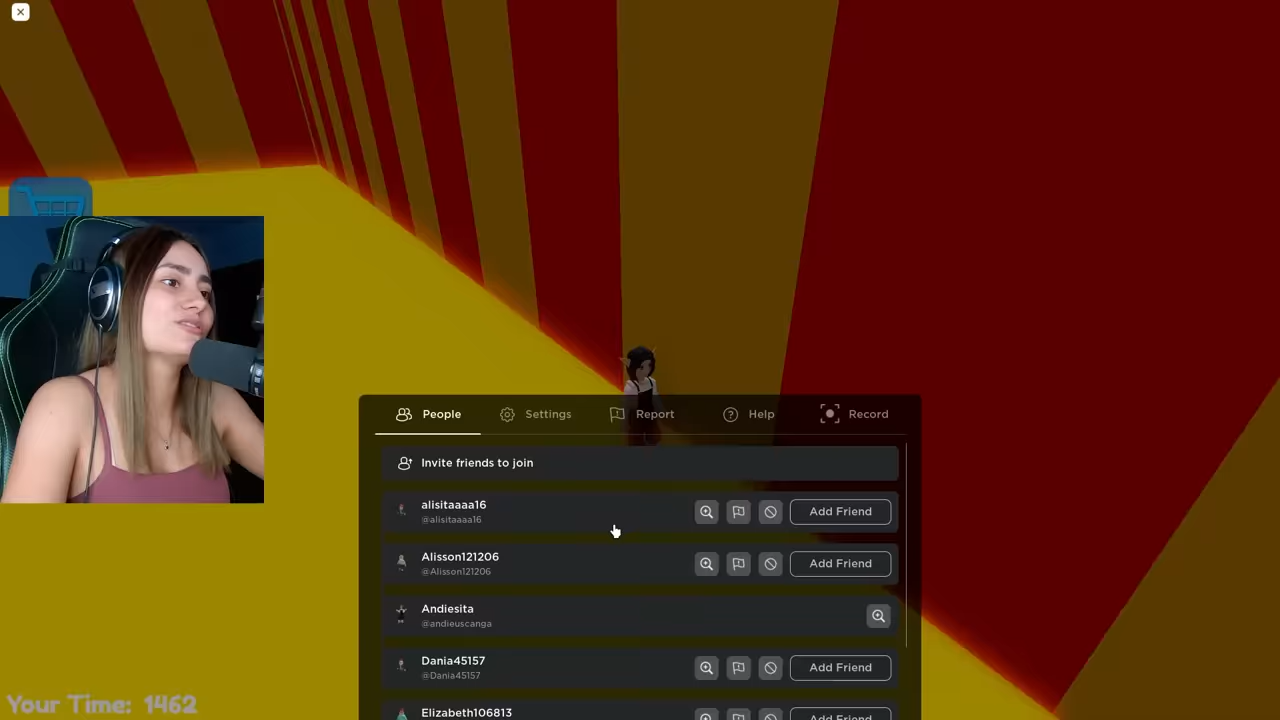 People
Settings
Report
Help
Record
Invite friends to join
alisitaaaa16
@alisitaaaa16
Add Friend
Alisson121206
@Alisson121206
Add Friend
Andiesita
@andieuscanga
Dania45157
@Dania45157
Add Friend
Elizabeth106813
Add Friend
Your Time: 1462